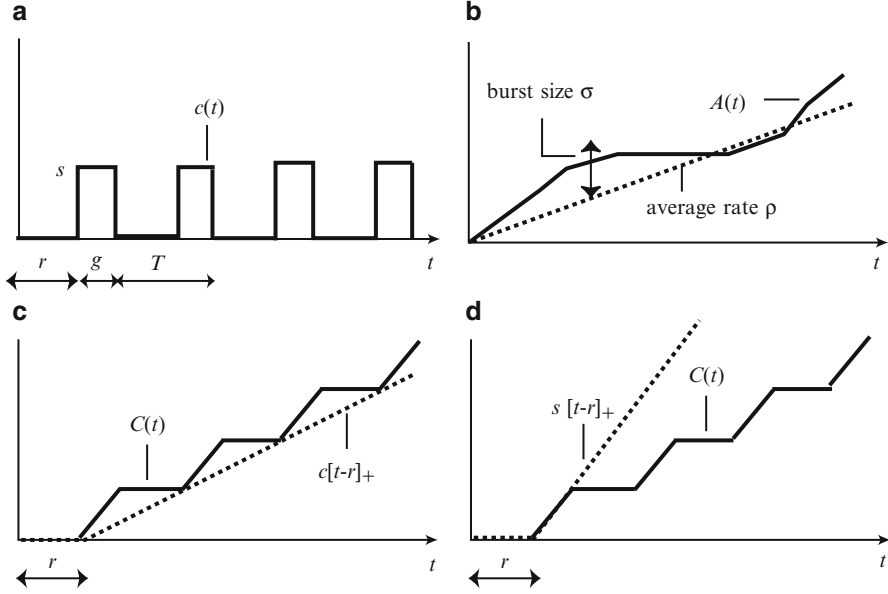 a
c(t)
s
t
r
g
T
b
burst size σ
A(t)
average rate ρ
t
c
C(t)
c[t-r]+
r
t
d
s [t-r]+
C(t)
r
t